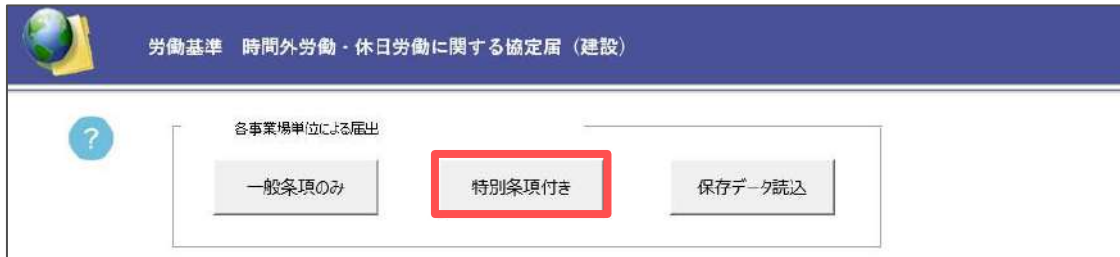 労働基準 時間外労働・休日労働に関する協定届（建設）
?
各事業場単位による届出
一般条項のみ
特別条項付き
保存データ読込